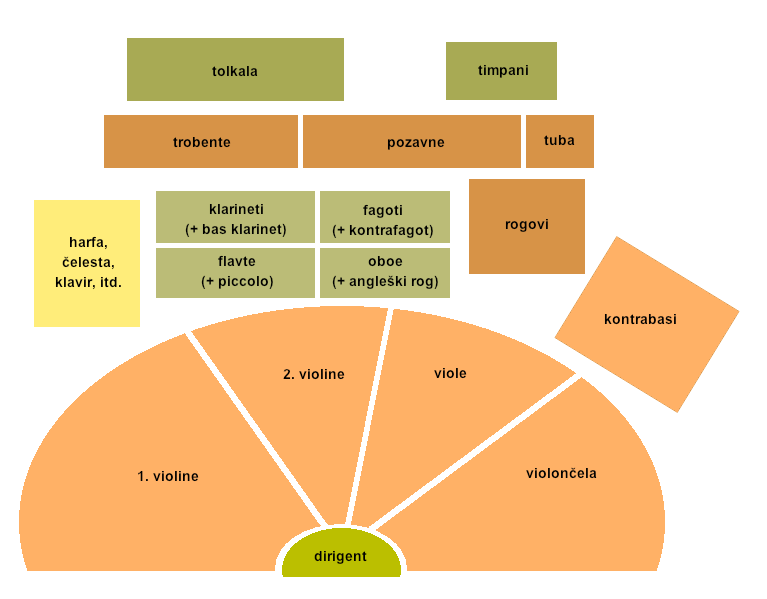 tolkala
timpani
trobente
pozavne
tuba
klarineti
(+ bas klarinet)
fagoti
(+ kontrafagot)
rogovi
harfa,
čelesta,
klavir, itd.
flavte
(+ piccolo)
oboe
(+ angleški rog)
kontrabasi
2. violine
viole
1. violine
violončela
dirigent